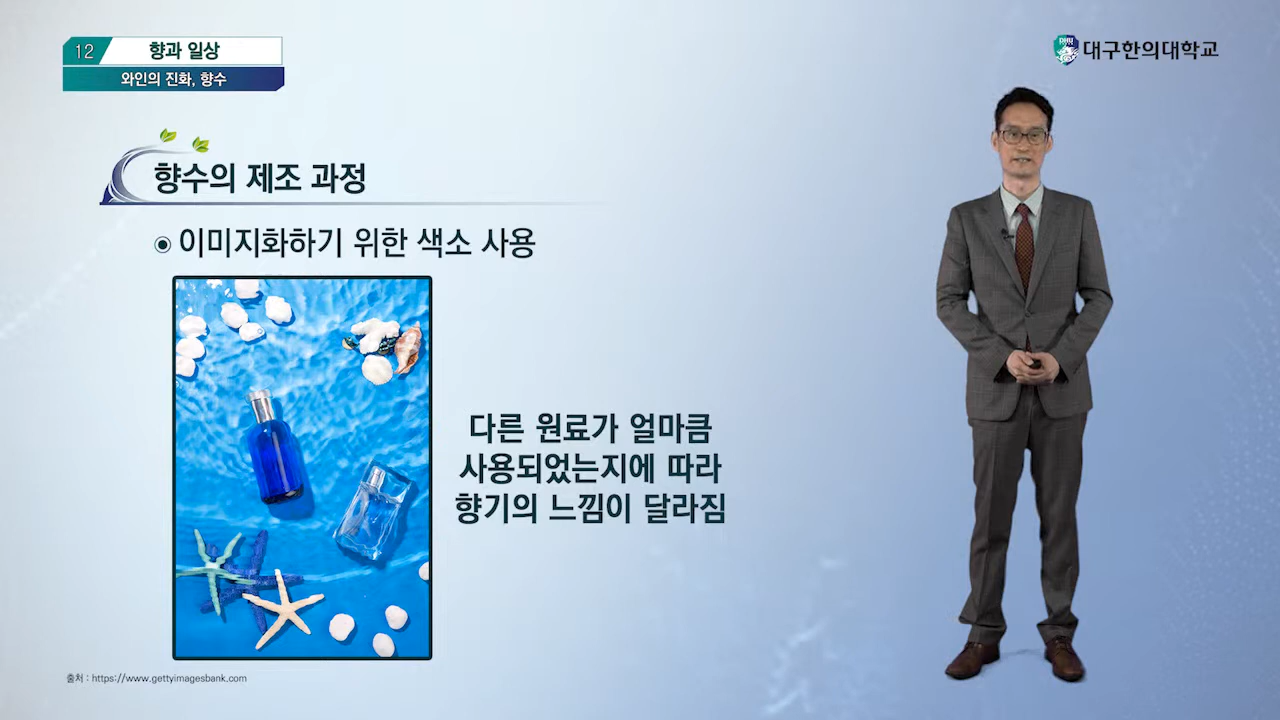 12 향과 일상
와인의 진화, 향수
대구한의대학교
향수의 제조 과정
이미지화하기 위한 색소 사용
다른 원료가 얼마큼
사용되었는지에 따라
향기의 느낌이 달라짐
출처 : https://www.gettyimagesbank.com